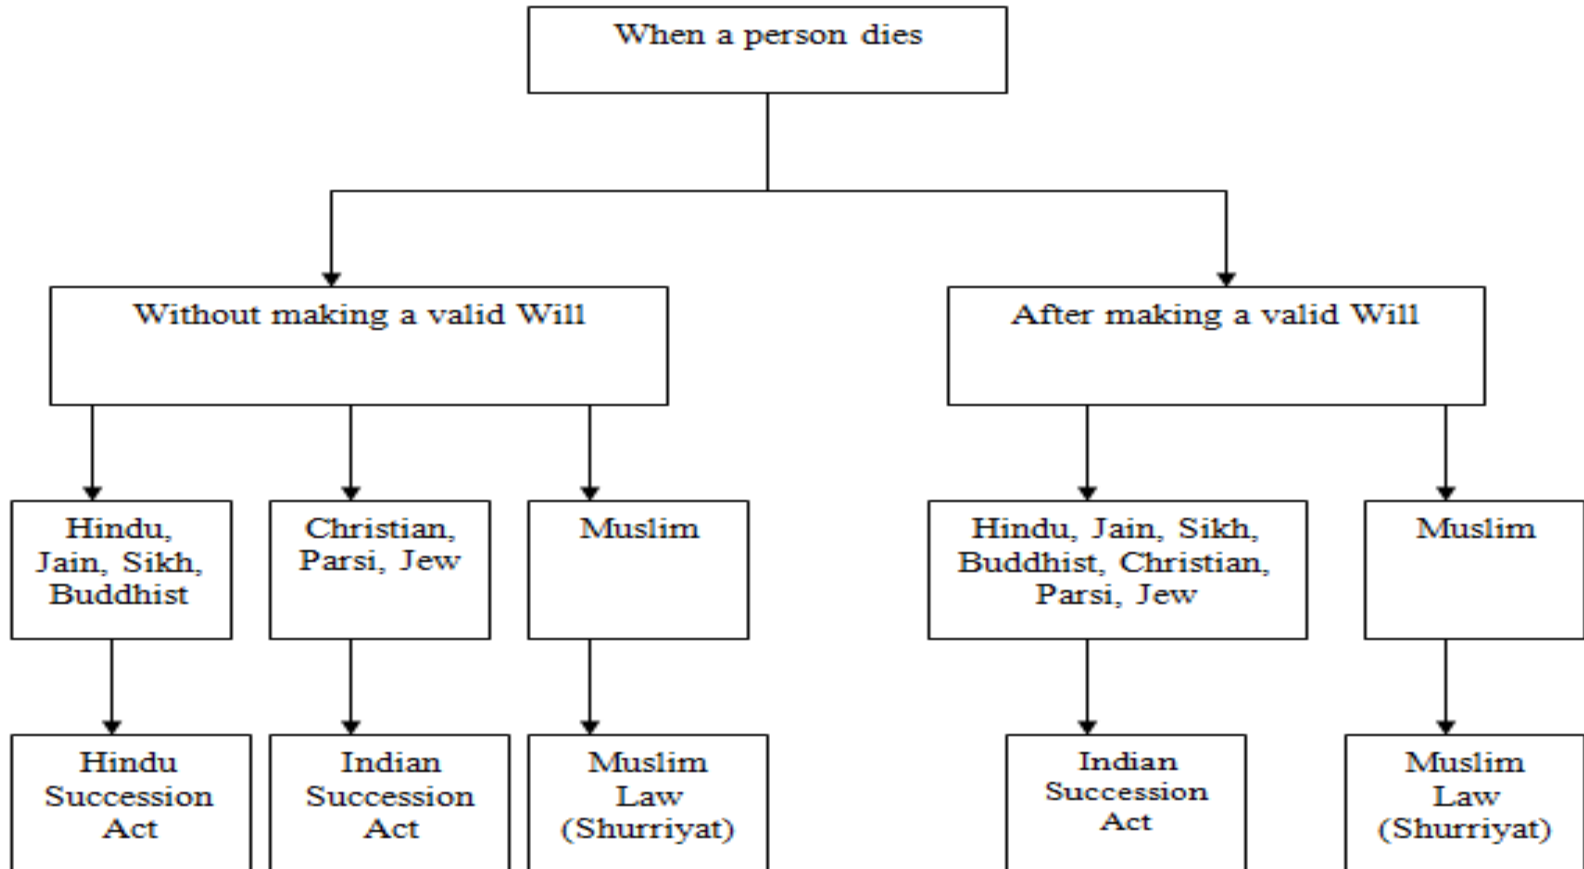 When a person dies
Without making a valid Will
After making a valid Will
Hindu,
Jain, Sikh,
Buddhist
Christian,
Parsi, Jew
Muslim
Hindu, Jain, Sikh,
Buddhist, Christian,
Parsi, Jew
Muslim
Hindu
Succession
Act
Indian
Succession
Act
Muslim
Law
(Shurriyat)
Indian
Succession
Act
Muslim
Law
(Shurriyat)